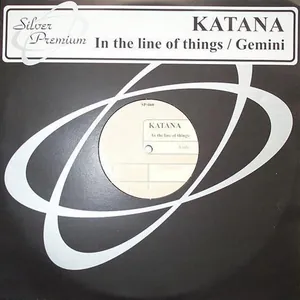 Silver
Premium
KATANA
In the line of things / Gemini
KATANA
In the line of things